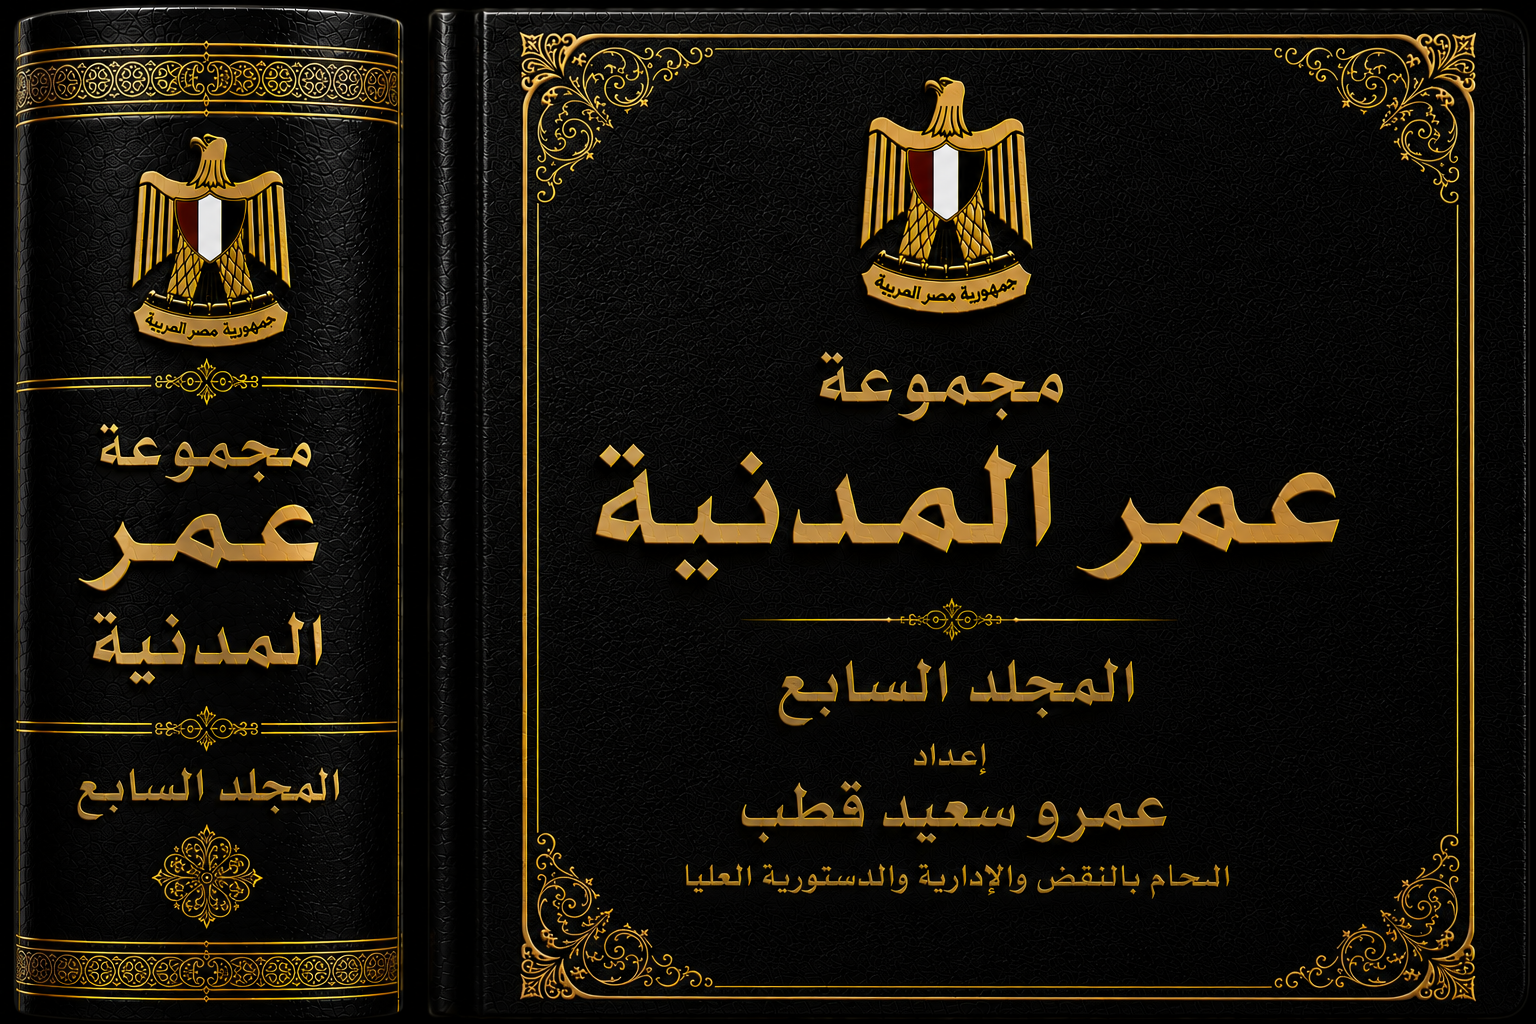 جمهورية مصر العربية
مجموعة
عمر
المدنية
المجلد السابع
جمهورية مصر العربية
مجموعة
عمر المدنية
المجلد السابع
إعداد
عمرو سعيد قطب
بالنقض والإدارية والدستورية العليا